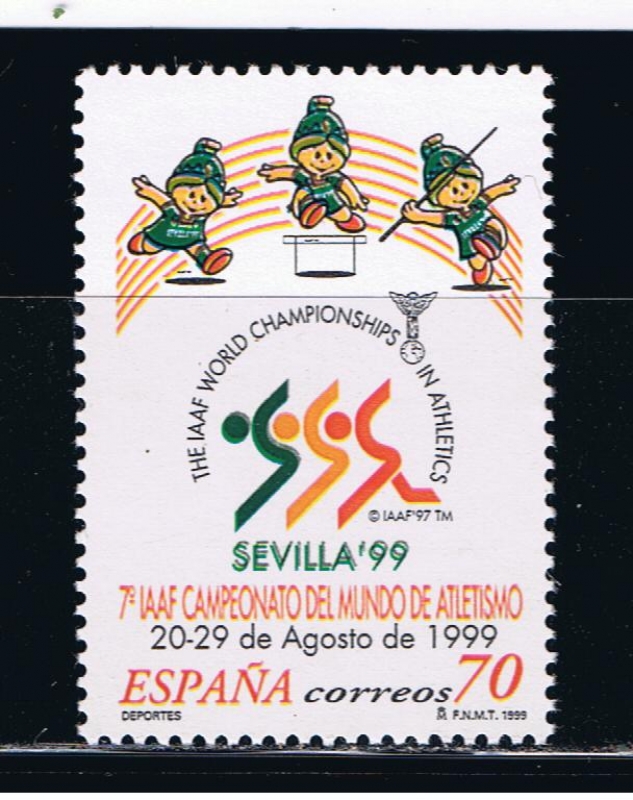 THE IAAF WORLD CHAMPIONSHIPS IN ATHLETICS
© IAAF'97 TM
SEVILLA'99
7º IAAF CAMPEONATO DEL MUNDO DE ATLETISMO
20-29 de Agosto de 1999
ESPAÑA correos 70
DEPORTES F.N.M.T. 1999